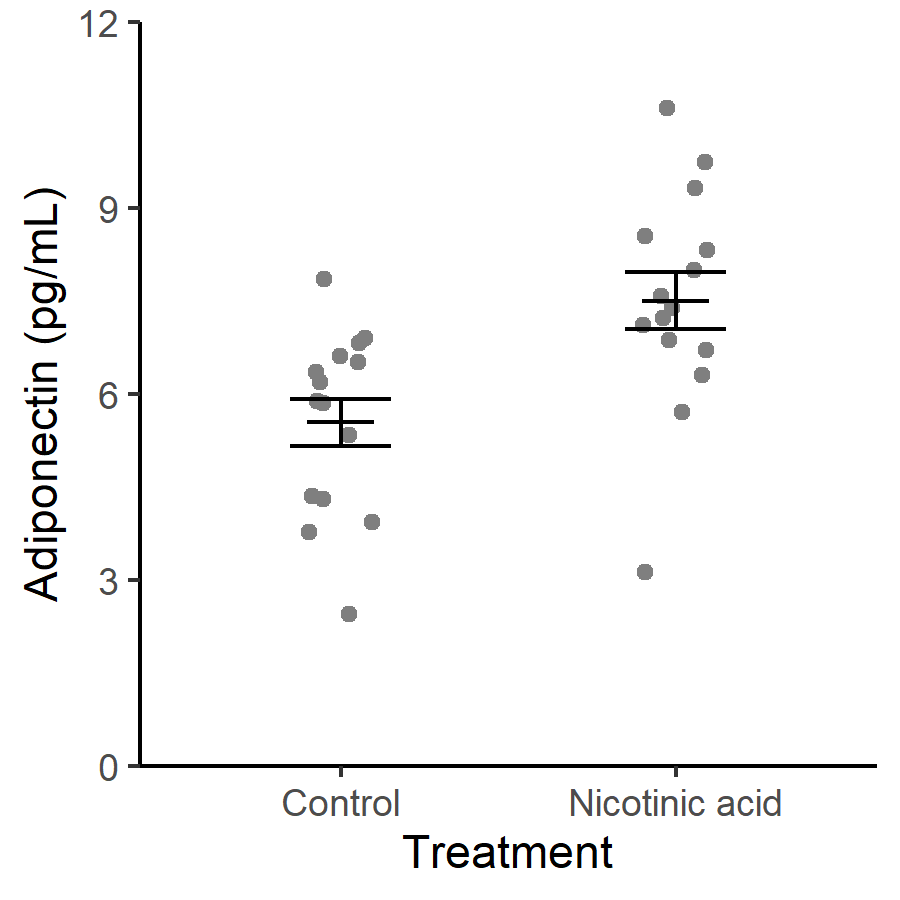 12
9
6
3
0
Adiponectin (pg/mL)
Control
Nicotinic acid
Treatment